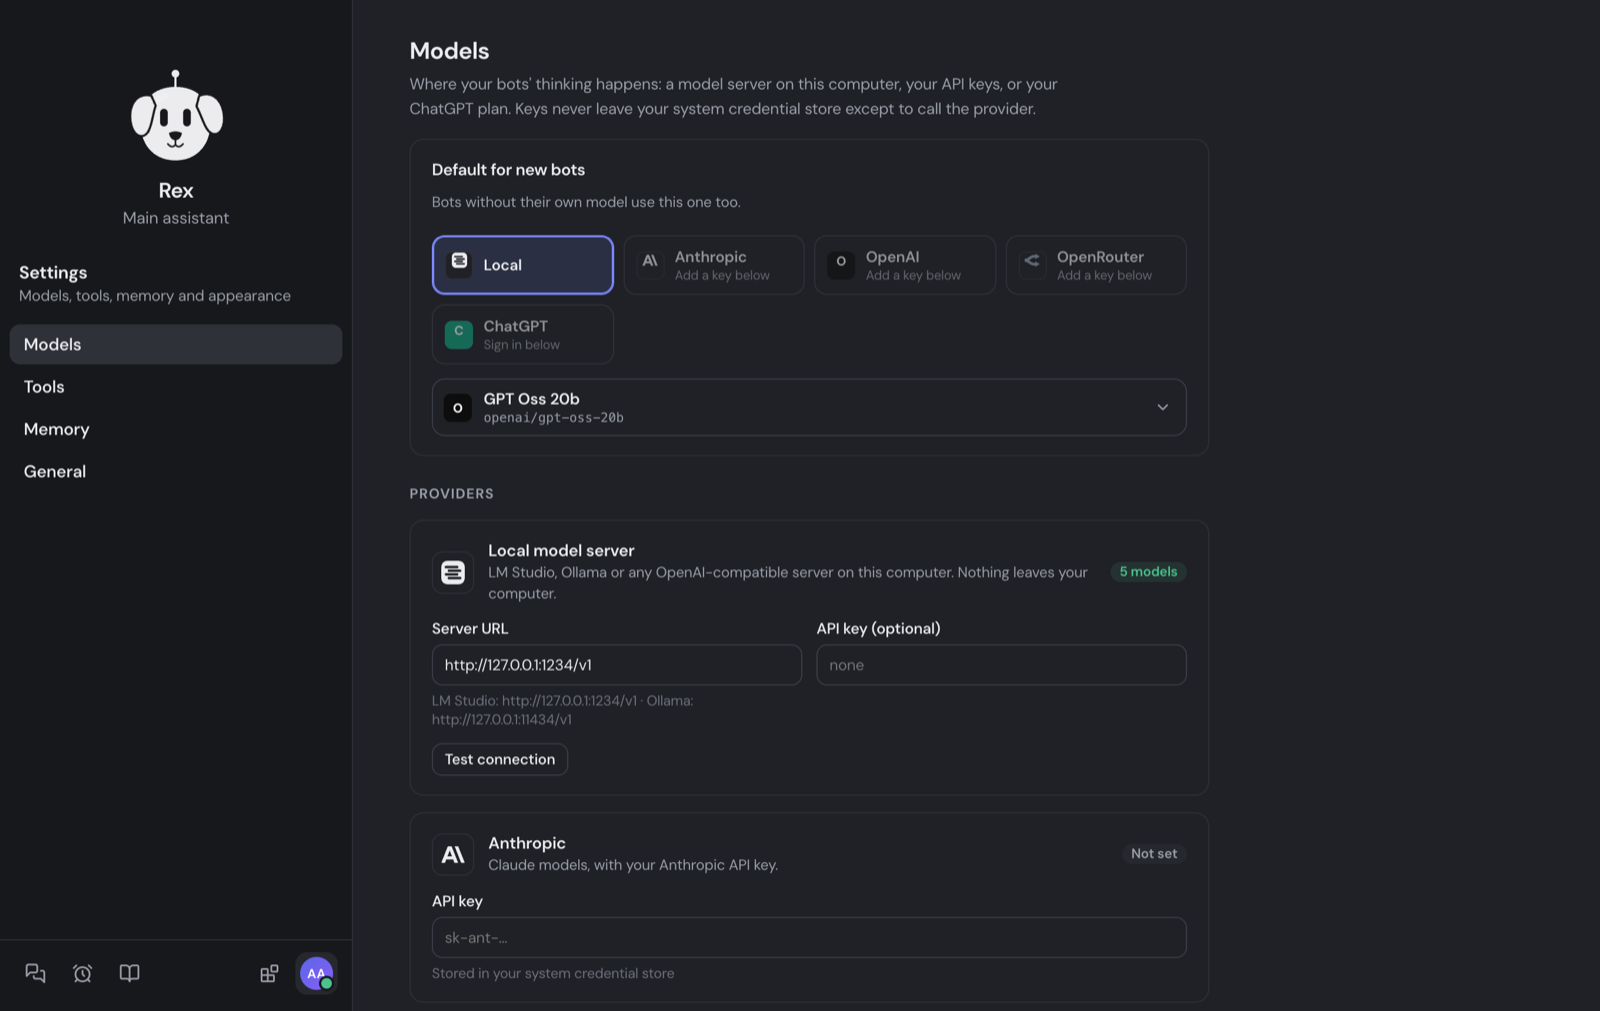 Rex
Main assistant
Settings
Models, tools, memory and appearance
Models
Tools
Memory
General
AA
Models
Where your bots' thinking happens: a model server on this computer, your API keys, or your
ChatGPT plan. Keys never leave your system credential store except to call the provider.
Default for new bots
Bots without their own model use this one too.
Local
Anthropic
Add a key below
OpenAI
Add a key below
OpenRouter
Add a key below
C
ChatGPT
Sign in below
O
GPT Oss 20b
openai/gpt-oss-20b
PROVIDERS
Local model server
LM Studio, Ollama or any OpenAI-compatible server on this computer. Nothing leaves your
computer.
5 models
Server URL
http://127.0.0.1:1234/v1
LM Studio: http://127.0.0.1:1234/v1 · Ollama:
http://127.0.0.1:11434/v1
API key (optional)
none
Test connection
Anthropic
Claude models, with your Anthropic API key.
Not set
API key
sk-ant-...
Stored in your system credential store